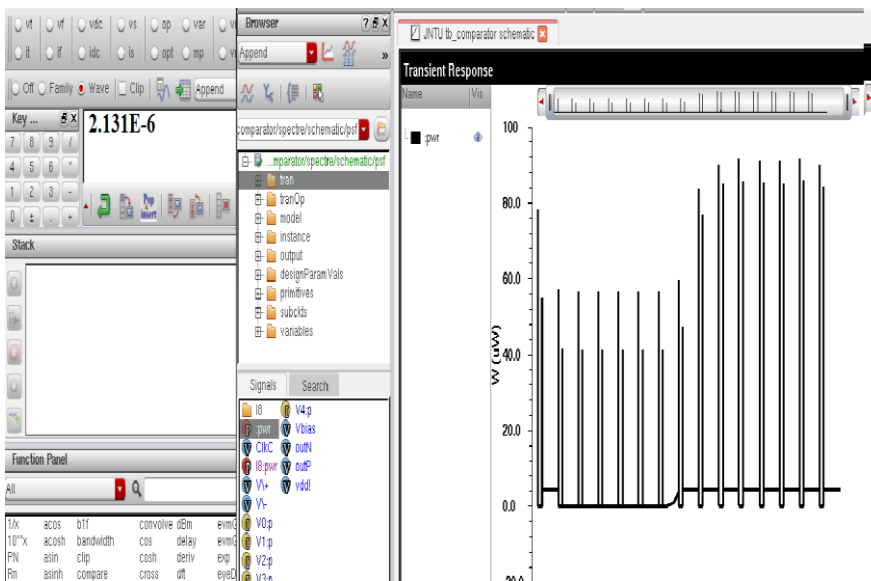 vt vf vdc vs op var
it if idc is opt mp
Off Family Wave Clip Append
Key ...
7 8 9 /
4 5 6 *
1 2 3 -
0 ± . +
2.131E-6
Pop
Insert
Stack
Function Panel
All
1/x acos b1f convolve dBm
10**x acosh bandwidth cos delay
PN asin clip cosh deriv exp
Rn asinh compare cross dft
Browser ? x
Append »
comparator/spectre/schematic/psf
...mparator/spectre/schematic/psf
tran
tranOp
model
instance
output
designParamVals
primitives
subckts
variables
Signals Search
I8 V4:p
:pwr Vbias
ClkC outN
I8:pwr outP
V\+ vdd!
V\-
V0:p
V1:p
V2:p
V3:p
JNTU tb_comparator schematic
Transient Response
Name Vis
:pwr
100
80.0
60.0
W (uW)
40.0
20.0
0.0